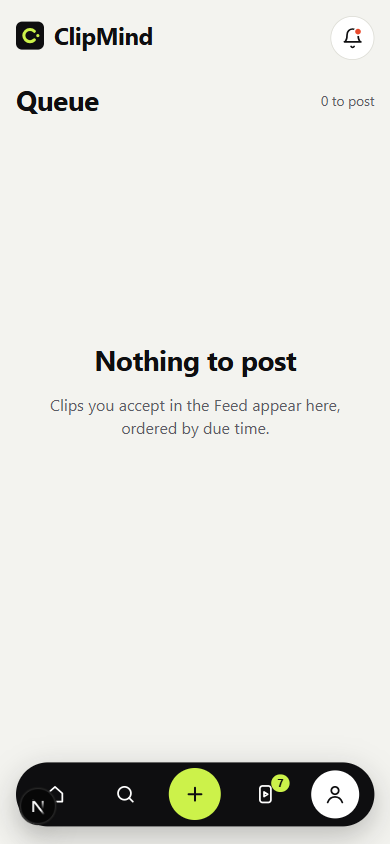 ClipMind
Queue
0 to post
Nothing to post
Clips you accept in the Feed appear here,
ordered by due time.
7
N